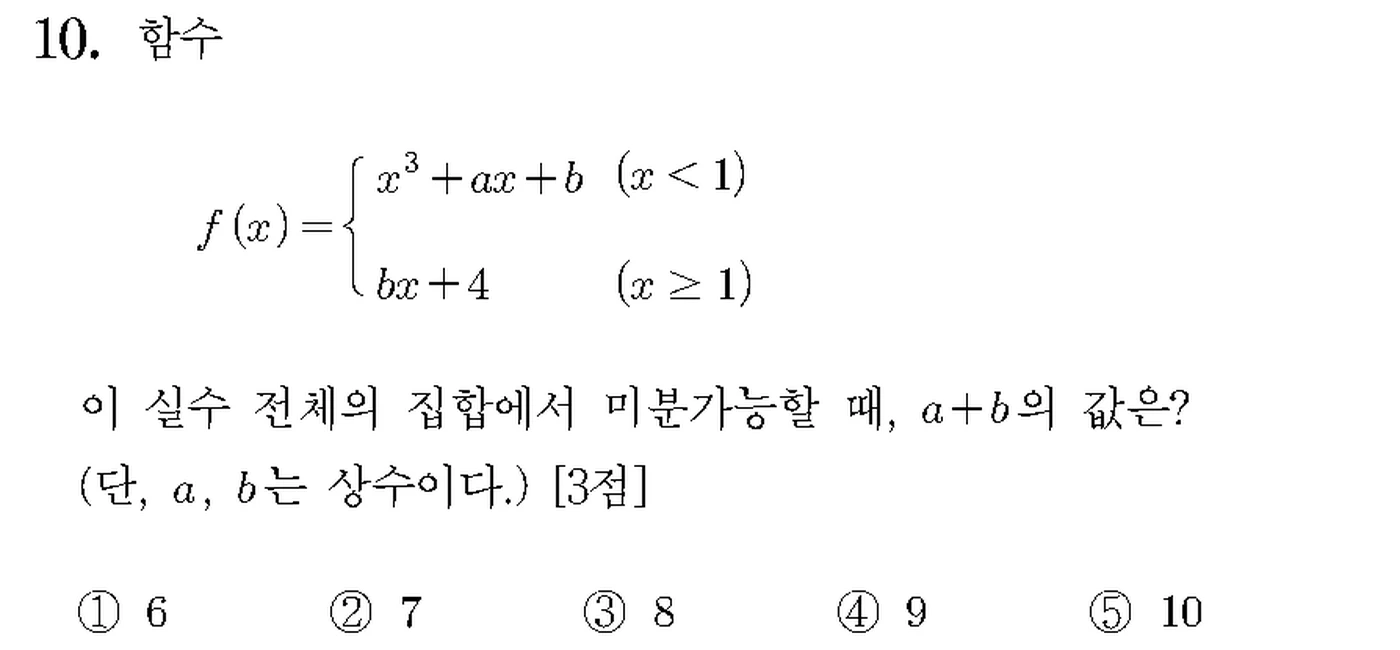 10. 함수
f(x) = { x³ + ax + b (x < 1)
bx + 4 (x ≥ 1)
이 실수 전체의 집합에서 미분가능할 때, a+b의 값은?
(단, a, b는 상수이다.) [3점]
① 6 ② 7 ③ 8 ④ 9 ⑤ 10